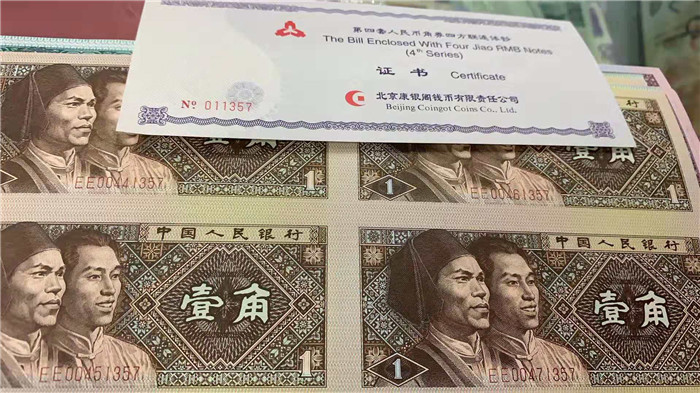 第四套人民币角券四方联连体钞
The Bill Enclosed With Four Jiao RMB Notes
(4th Series)
证书 Certificate
№ 011357
北京康银阁钱币有限责任公司
Beijing Coingot Coins Co., Ltd.
银行
壹角
EE00441357
1
1
EE00461357
中国人民银行
壹角
EE00451357
1
中国人民银行
壹角
1
EE00471357